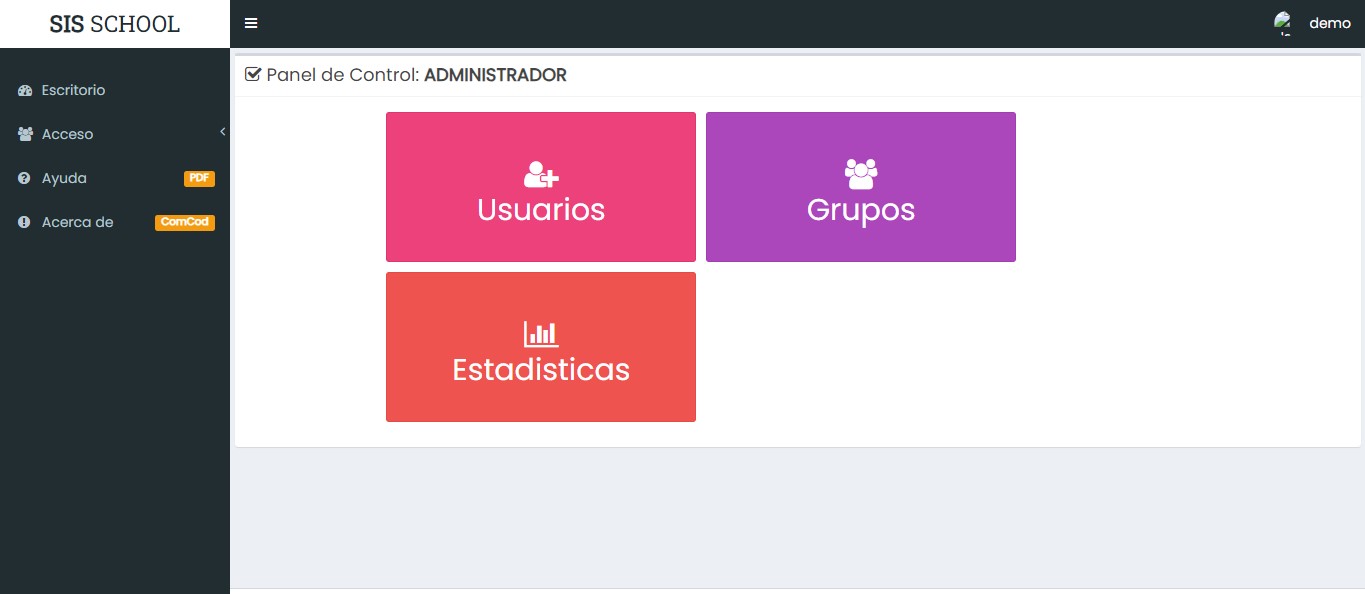 SIS SCHOOL
demo
Escritorio
Acceso
Ayuda PDF
Acerca de ComCod
Panel de Control: ADMINISTRADOR
Usuarios
Grupos
Estadisticas